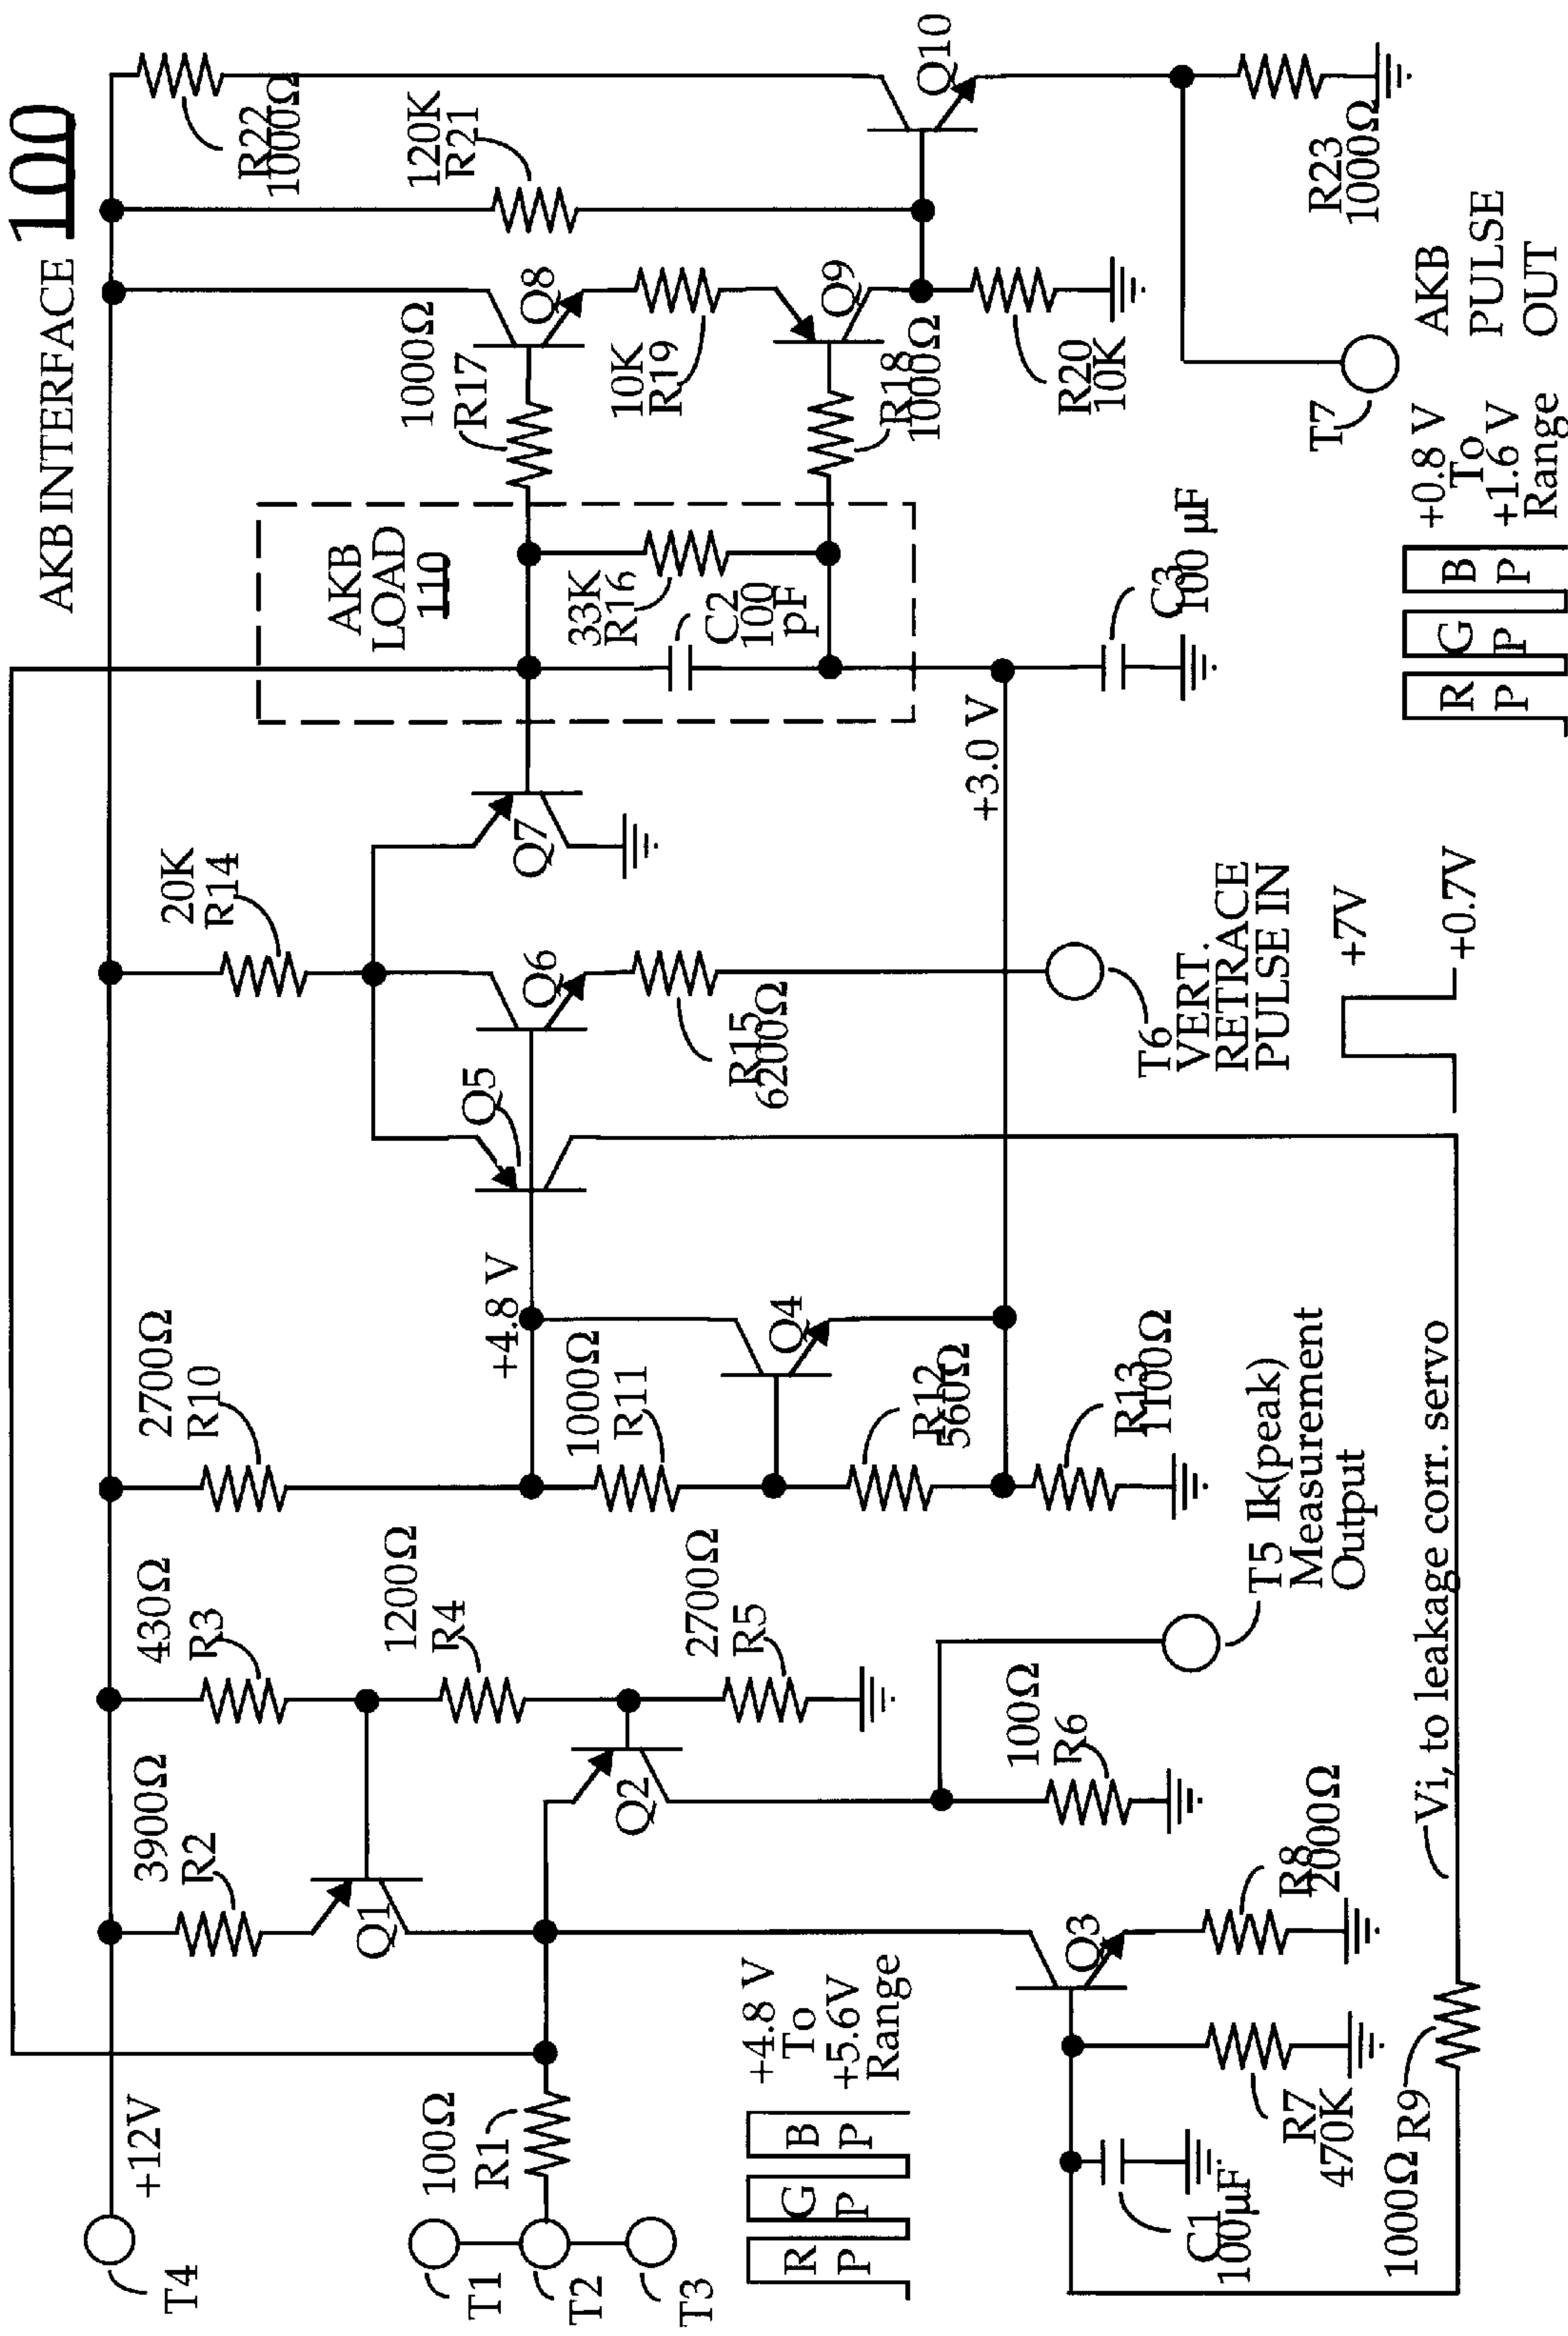 AKB INTERFACE 100
T4
+12V
T1
T2
T3
100Ω
R1
R
P
G
P
B
P
+4.8 V
To
+5.6V
Range
3900Ω
R2
Q1
430Ω
R3
1200Ω
R4
2700Ω
R5
Q2
100Ω
R6
T5 Ik(peak)
Measurement
Output
Q3
R8
2000Ω
R7
470K
C1
100µF
1000Ω
R9
Vi, to leakage corr. servo
2700Ω
R10
+4.8 V
1000Ω
R11
Q4
R12
560Ω
R13
1100Ω
Q5
Q6
20K
R14
R15
6200Ω
T6
VERT.
RETRACE
PULSE IN
+7V
+0.7V
Q7
+3.0 V
AKB
LOAD
110
33K
R16
C2
100
pF
C3
100 µF
1000Ω
R17
Q8
10K
R19
R18
1000Ω
Q9
R20
10K
120K
R21
R22
1000Ω
Q10
R23
1000Ω
T7
AKB
PULSE
OUT
R
P
G
P
B
P
+0.8 V
To
+1.6 V
Range